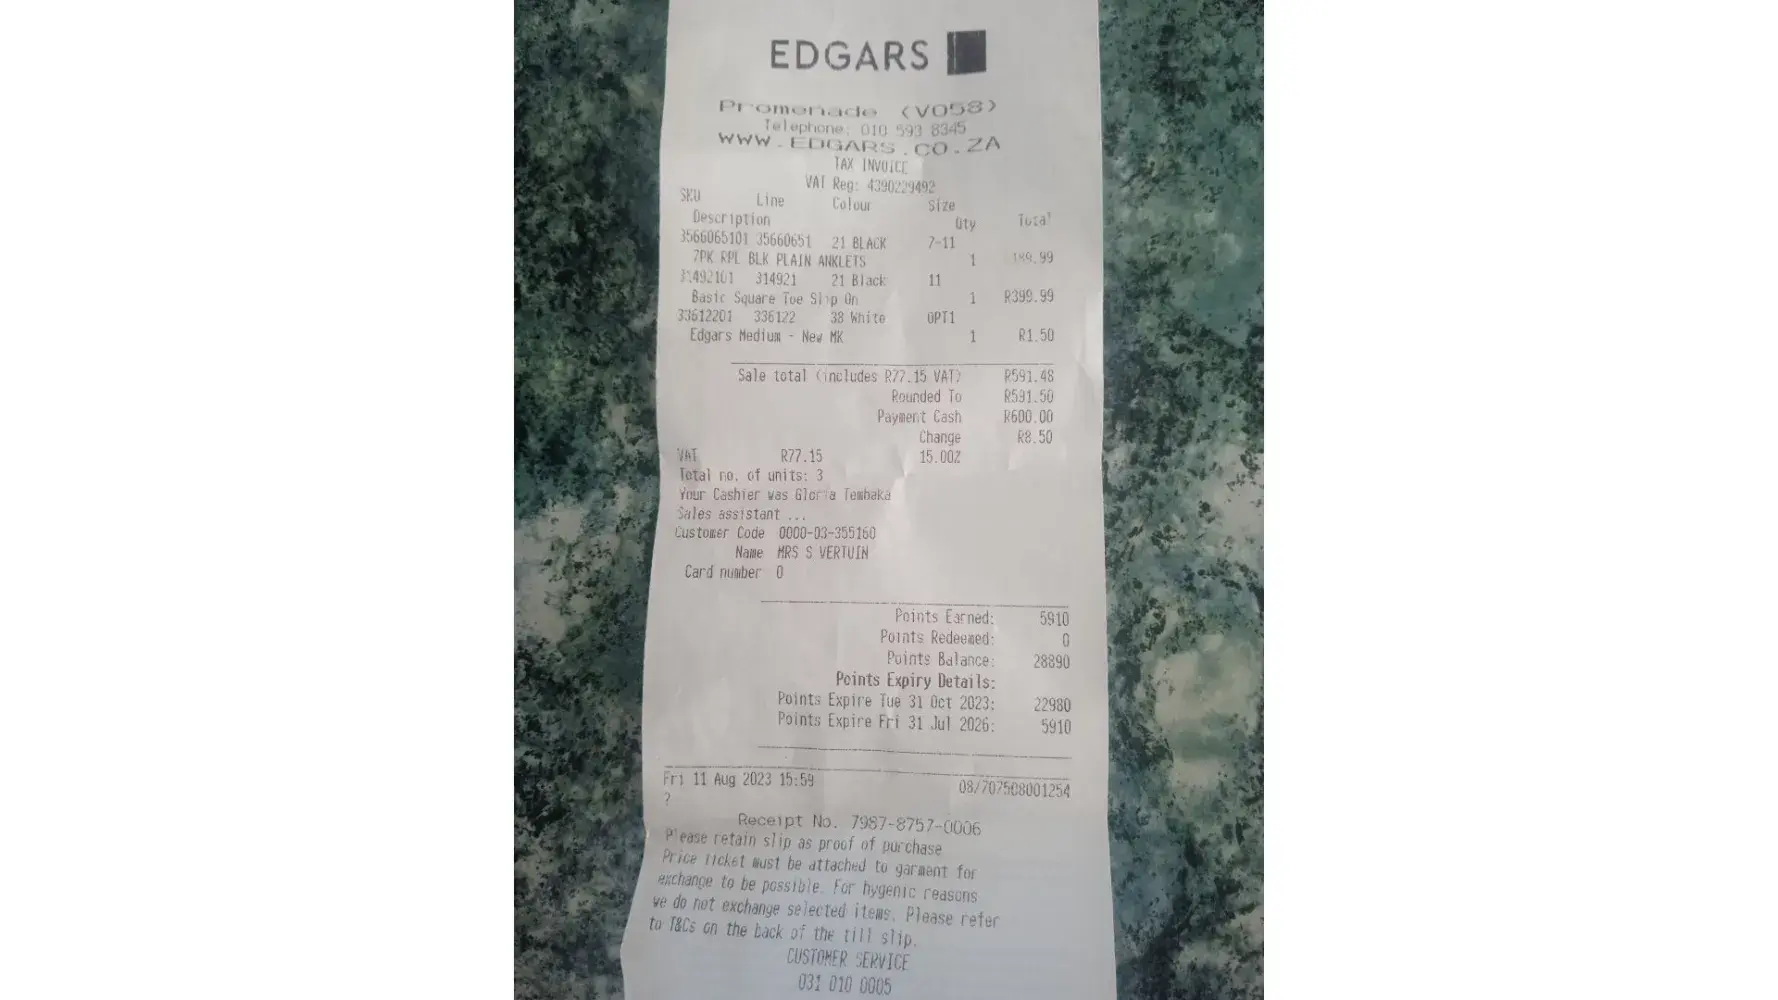 EDGARS
Promenade (V058)
Telephone: 010 593 8345
WWW.EDGARS.CO.ZA
TAX INVOICE
VAT Reg: 4390229492
SKU Line Colour Size
Description Qty Total
3566065101 35660651 21 BLACK 7-11
7PK RPL BLK PLAIN ANKLETS 1 189.99
31492101 314921 21 Black 11
Basic Square Toe Slip On 1 R399.99
33612201 336122 38 White OPT1
Edgars Medium - New MK 1 R1.50
Sale total (includes R77.15 VAT) R591.48
Rounded To R591.50
Payment Cash R600.00
Change R8.50
VAT R77.15 15.00%
Total no. of units: 3
Your Cashier was Gloria Tembaka
Sales assistant ...
Customer Code 0000-03-355160
Name MRS S VERTUIN
Card number 0
Points Earned: 5910
Points Redeemed: 0
Points Balance: 28890
Points Expiry Details:
Points Expire Tue 31 Oct 2023: 22980
Points Expire Fri 31 Jul 2026: 5910
Fri 11 Aug 2023 15:59 08/707508001254
?
Receipt No. 7987-8757-0006
Please retain slip as proof of purchase
Price ticket must be attached to garment for
exchange to be possible. For hygenic reasons
we do not exchange selected items. Please refer
to T&Cs on the back of the till slip.
CUSTOMER SERVICE
031 010 0005